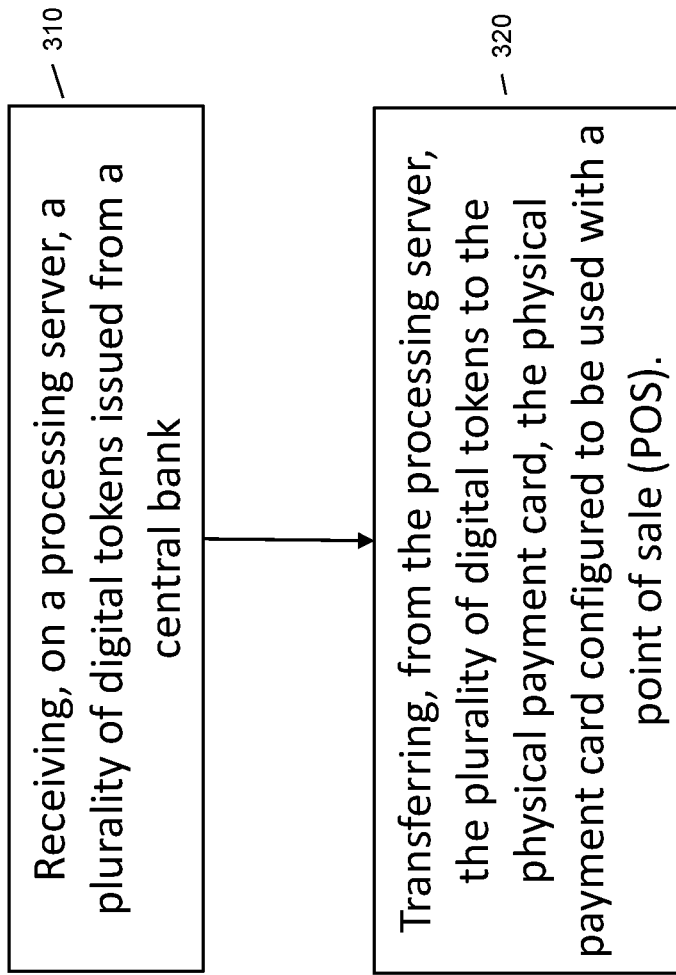 Receiving, on a processing server, a
plurality of digital tokens issued from a
central bank
310
Transferring, from the processing server,
the plurality of digital tokens to the
physical payment card, the physical
payment card configured to be used with a
point of sale (POS).
320